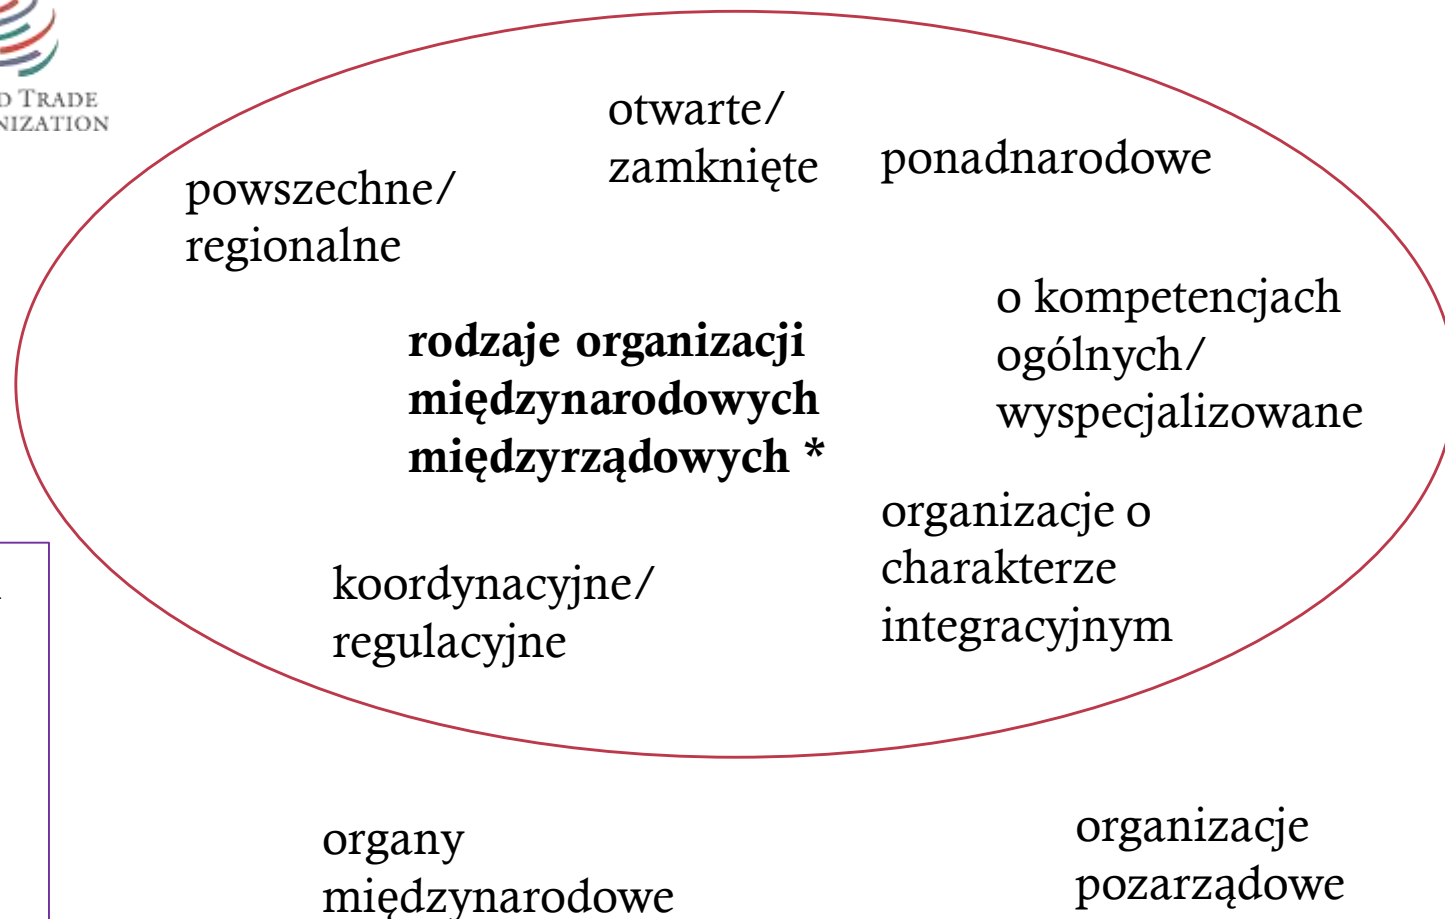 D TRADE
NIZATION
otwarte/
zamknięte
ponadnarodowe
powszechne/
regionalne
o kompetencjach
ogólnych/
wyspecjalizowane
rodzaje organizacji
międzynarodowych
międzyrządowych *
organizacje o
charakterze
integracyjnym
koordynacyjne/
regulacyjne
organy
międzynarodowe
organizacje
pozarządowe